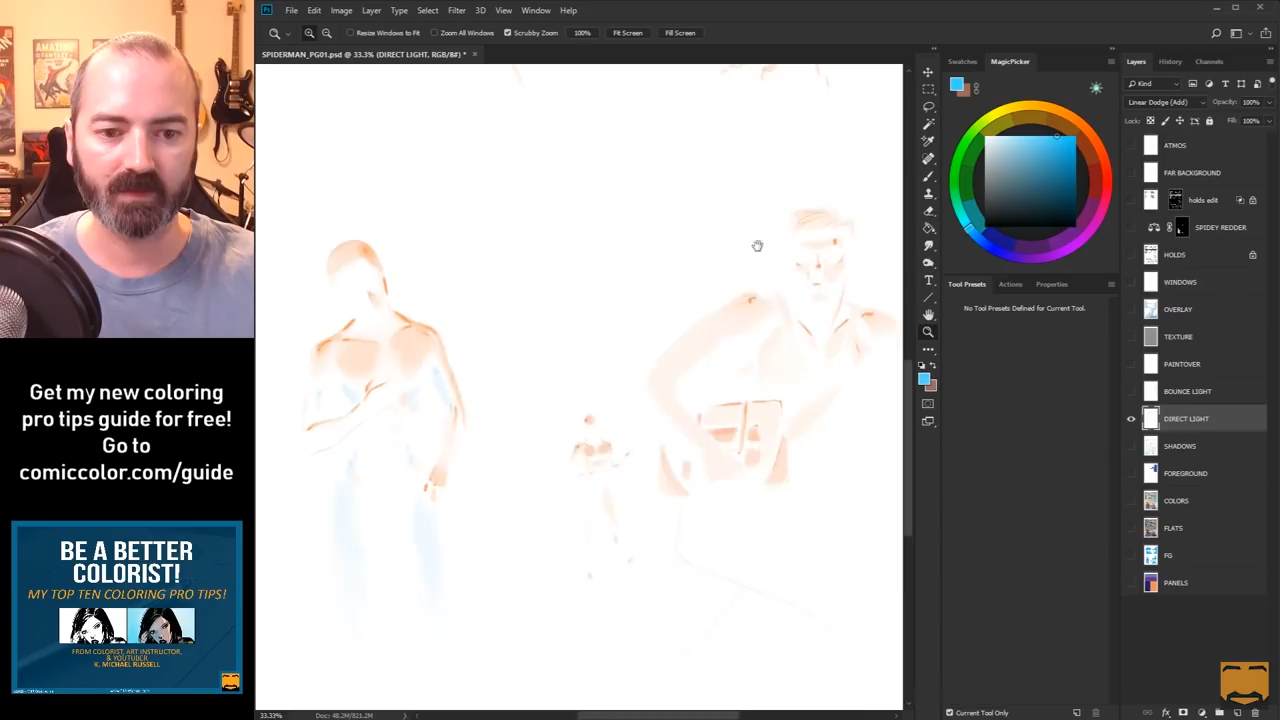 File Edit Image Layer Type Select Filter 3D View Window Help
Resize Windows to Fit Zoom All Windows Scrubby Zoom 100% Fit Screen Fill Screen
SPIDERMAN_PG01.psd @ 33.3% (DIRECT LIGHT, RGB/8#) *
Swatches MagicPicker
Layers History Channels
Kind
Linear Dodge (Add) Opacity: 100%
Lock: Fill: 100%
ATMOS
FAR BACKGROUND
holds edit
SPIDEY REDDER
HOLDS
WINDOWS
OVERLAY
TEXTURE
PAINTOVER
BOUNCE LIGHT
DIRECT LIGHT
SHADOWS
FOREGROUND
COLORS
FLATS
FG
PANELS
Tool Presets Actions Properties
No Tool Presets Defined for Current Tool.
Current Tool Only
33.33% Doc: 48.2M/821.2M
AMAZING
Get my new coloring
pro tips guide for free!
Go to
comiccolor.com/guide
BE A BETTER
COLORIST!
MY TOP TEN COLORING PRO TIPS!
FROM COLORIST, ART INSTRUCTOR,
& YOUTUBER
K. MICHAEL RUSSELL